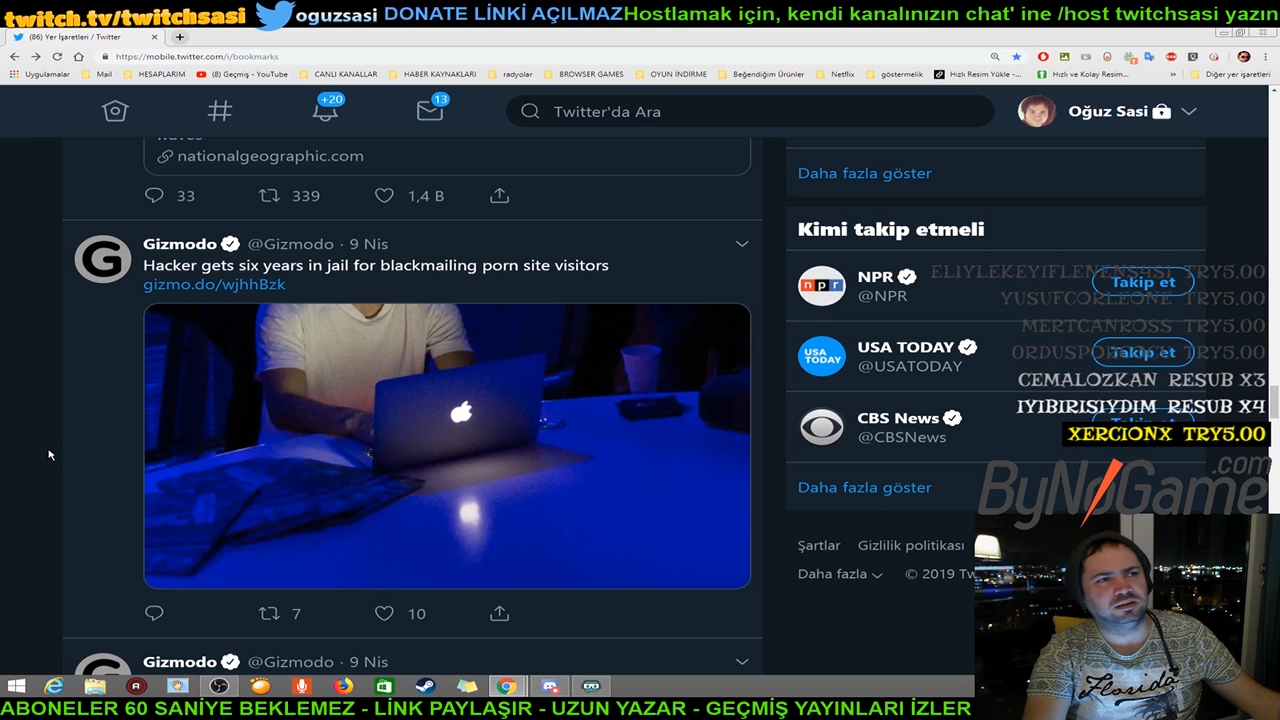 twitch.tv/twitchsasi oguzsasi DONATE LİNKİ AÇILMAZ Hostlamak için, kendi kanalınızın chat' ine /host twitchsasi yazın
(86) Yer İşaretleri / Twitter
https://mobile.twitter.com/i/bookmarks
Uygulamalar Mail HESAPLARIM (8) Geçmiş - YouTube CANLI KANALLAR HABER KAYNAKLARI radyolar BROWSER GAMES OYUN İNDİRME Beğendiğim Ürünler Netflix göstermelik Hızlı Resim Yükle -... Hızlı ve Kolay Resim... » Diğer yer işaretleri
+20 13 Twitter'da Ara Oğuz Sasi
waves
nationalgeographic.com
33 339 1,4 B
Gizmodo @Gizmodo · 9 Nis
Hacker gets six years in jail for blackmailing porn site visitors
gizmo.do/wjhhBzk
7 10
Gizmodo @Gizmodo · 9 Nis
Daha fazla göster
Kimi takip etmeli
NPR
@NPR
Takip et
npr
USA TODAY
@USATODAY
Takip et
USA TODAY
CBS News
@CBSNews
Takip et
Daha fazla göster
Şartlar Gizlilik politikası
Daha fazla © 2019
ELIYLEKEYIFLENENSASI TRY5.00
YUSUFCORLEONE TRY5.00
MERTCANROSS TRY5.00
CEMALOZKAN RESUB X3
IYIBIRISIYDIM RESUB X4
XERCIONX TRY5.00
ByNoGame.com
Florida
ABONELER 60 SANİYE BEKLEMEZ - LİNK PAYLAŞIR - UZUN YAZAR - GEÇMİŞ YAYINLARI İZLER